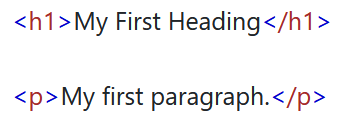 <h1>My First Heading</h1>
<p>My first paragraph.</p>